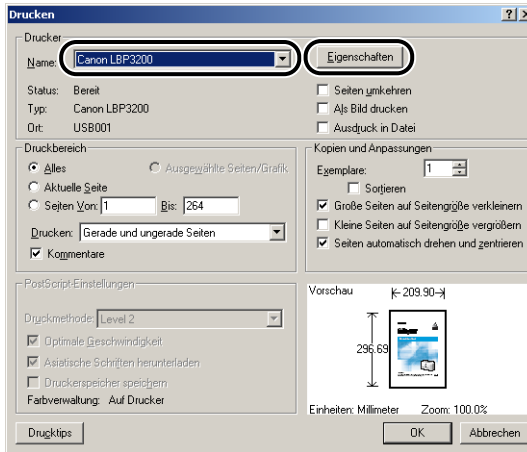 Drucken
Drucker
Name: Canon LBP3200 Eigenschaften
Status: Bereit Seiten umkehren
Typ: Canon LBP3200 Als Bild drucken
Ort: USB001 Ausdruck in Datei
Druckbereich
Alles Ausgewählte Seiten/Grafik
Aktuelle Seite
Seiten Von: 1 Bis: 264
Drucken: Gerade und ungerade Seiten
Kommentare
Kopien und Anpassungen
Exemplare: 1
Sortieren
Große Seiten auf Seitengröße verkleinern
Kleine Seiten auf Seitengröße vergrößern
Seiten automatisch drehen und zentrieren
PostScript-Einstellungen
Druckmethode: Level 2
Optimale Geschwindigkeit
Asiatische Schriften herunterladen
Druckerspeicher speichern
Farbverwaltung: Auf Drucker
Vorschau
209.90
296.69
Einheiten: Millimeter Zoom: 100.0%
Drucktips OK Abbrechen